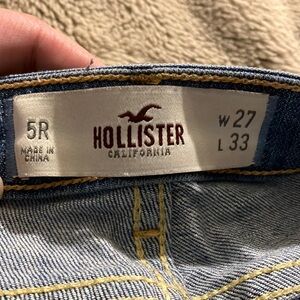 5R
MADE IN
CHINA
HOLLISTER
CALIFORNIA
W 27
L 33